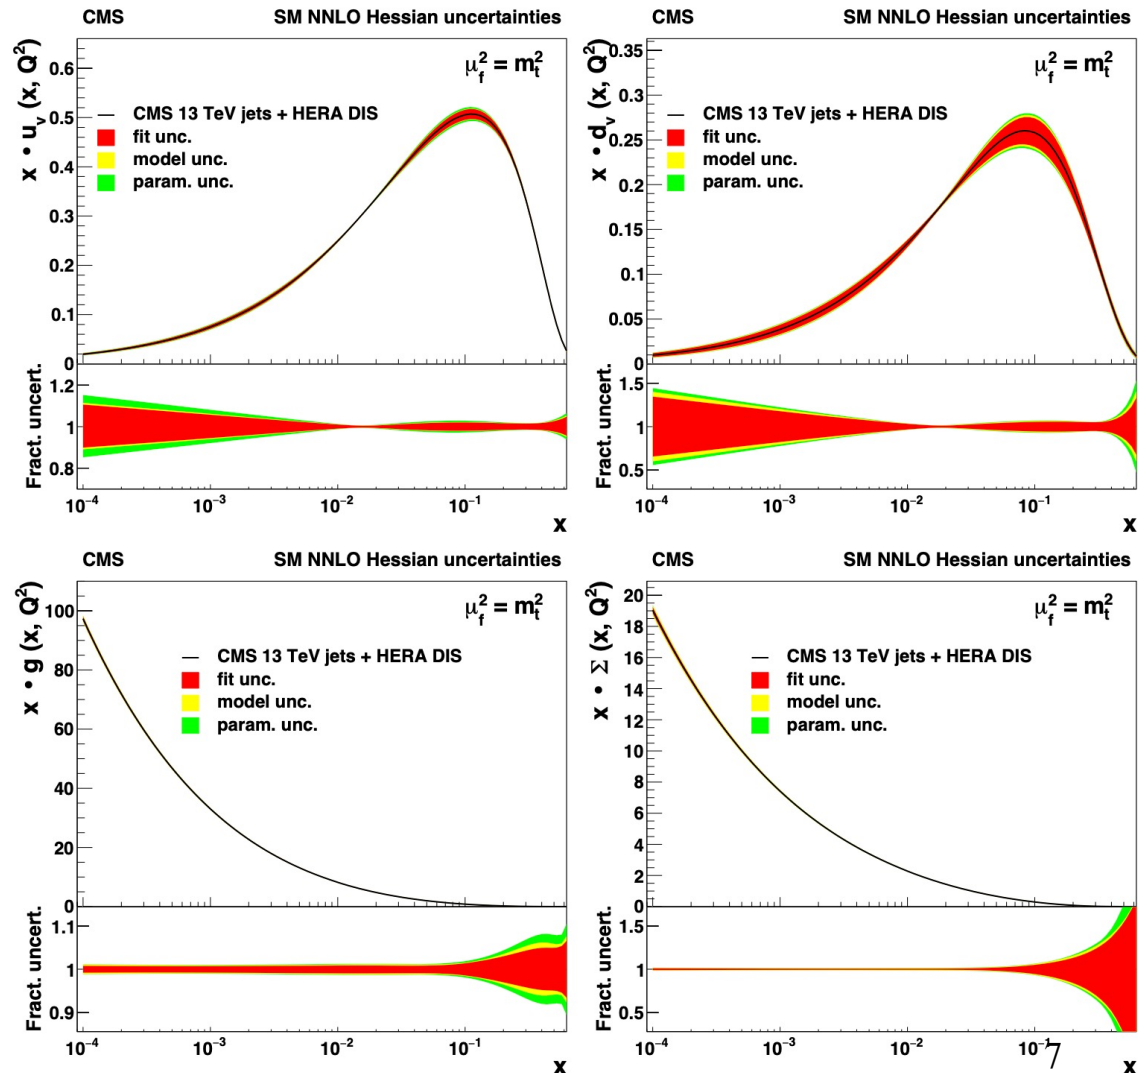 CMS SM NNLO Hessian uncertainties
x • u_v (x, Q²)
μ_f² = m_t²
0.6
0.5
0.4
0.3
0.2
0.1
0
CMS 13 TeV jets + HERA DIS
fit unc.
model unc.
param. unc.
Fract. uncert.
1.2
1
0.8
10⁻⁴ 10⁻³ 10⁻² 10⁻¹
x
CMS SM NNLO Hessian uncertainties
x • d_v (x, Q²)
μ_f² = m_t²
0.35
0.3
0.25
0.2
0.15
0.1
0.05
0
CMS 13 TeV jets + HERA DIS
fit unc.
model unc.
param. unc.
Fract. uncert.
1.5
1
0.5
10⁻⁴ 10⁻³ 10⁻² 10⁻¹
x
CMS SM NNLO Hessian uncertainties
x • g (x, Q²)
μ_f² = m_t²
100
80
60
40
20
0
CMS 13 TeV jets + HERA DIS
fit unc.
model unc.
param. unc.
Fract. uncert.
1.1
1
0.9
10⁻⁴ 10⁻³ 10⁻² 10⁻¹
x
CMS SM NNLO Hessian uncertainties
x • Σ (x, Q²)
μ_f² = m_t²
20
18
16
14
12
10
8
6
4
2
0
CMS 13 TeV jets + HERA DIS
fit unc.
model unc.
param. unc.
Fract. uncert.
1.5
1
0.5
10⁻⁴ 10⁻³ 10⁻² 10⁻¹
x
7